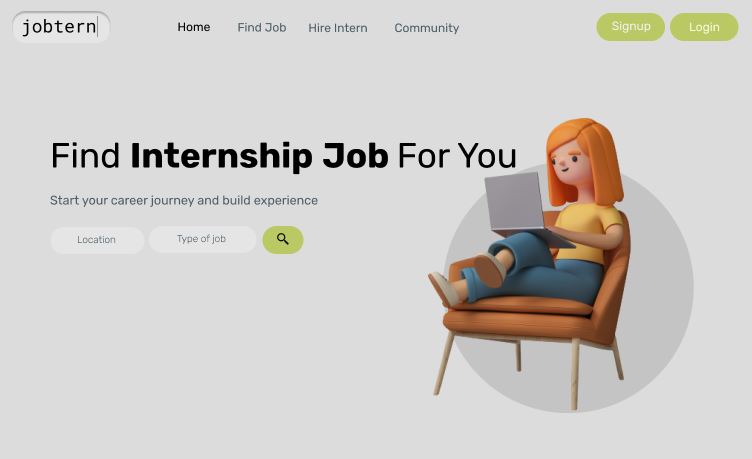 jobtern
Home Find Job Hire Intern Community Signup Login
Find Internship Job For You
Start your career journey and build experience
Location Type of job